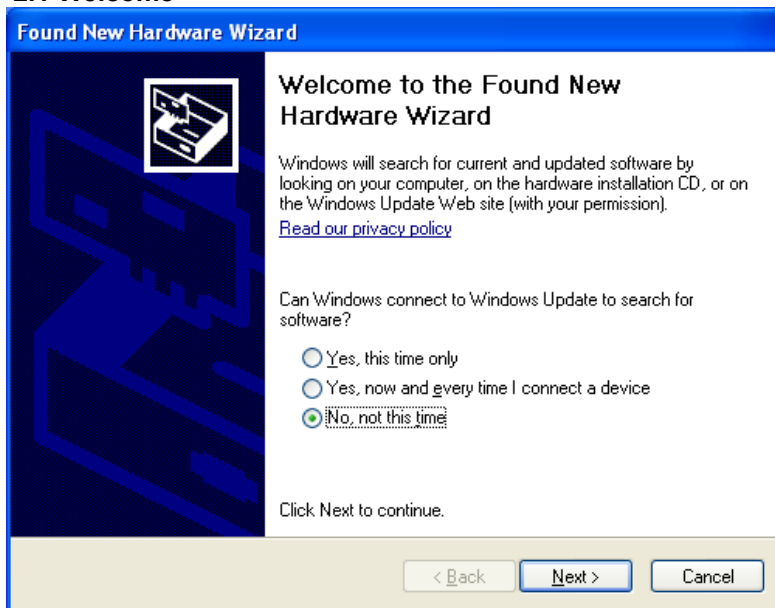 2.1 Welcome
Found New Hardware Wizard
Welcome to the Found New
Hardware Wizard
Windows will search for current and updated software by
looking on your computer, on the hardware installation CD, or on
the Windows Update Web site (with your permission).
Read our privacy policy
Can Windows connect to Windows Update to search for
software?
Yes, this time only
Yes, now and every time I connect a device
No, not this time
Click Next to continue.
< Back
Next >
Cancel